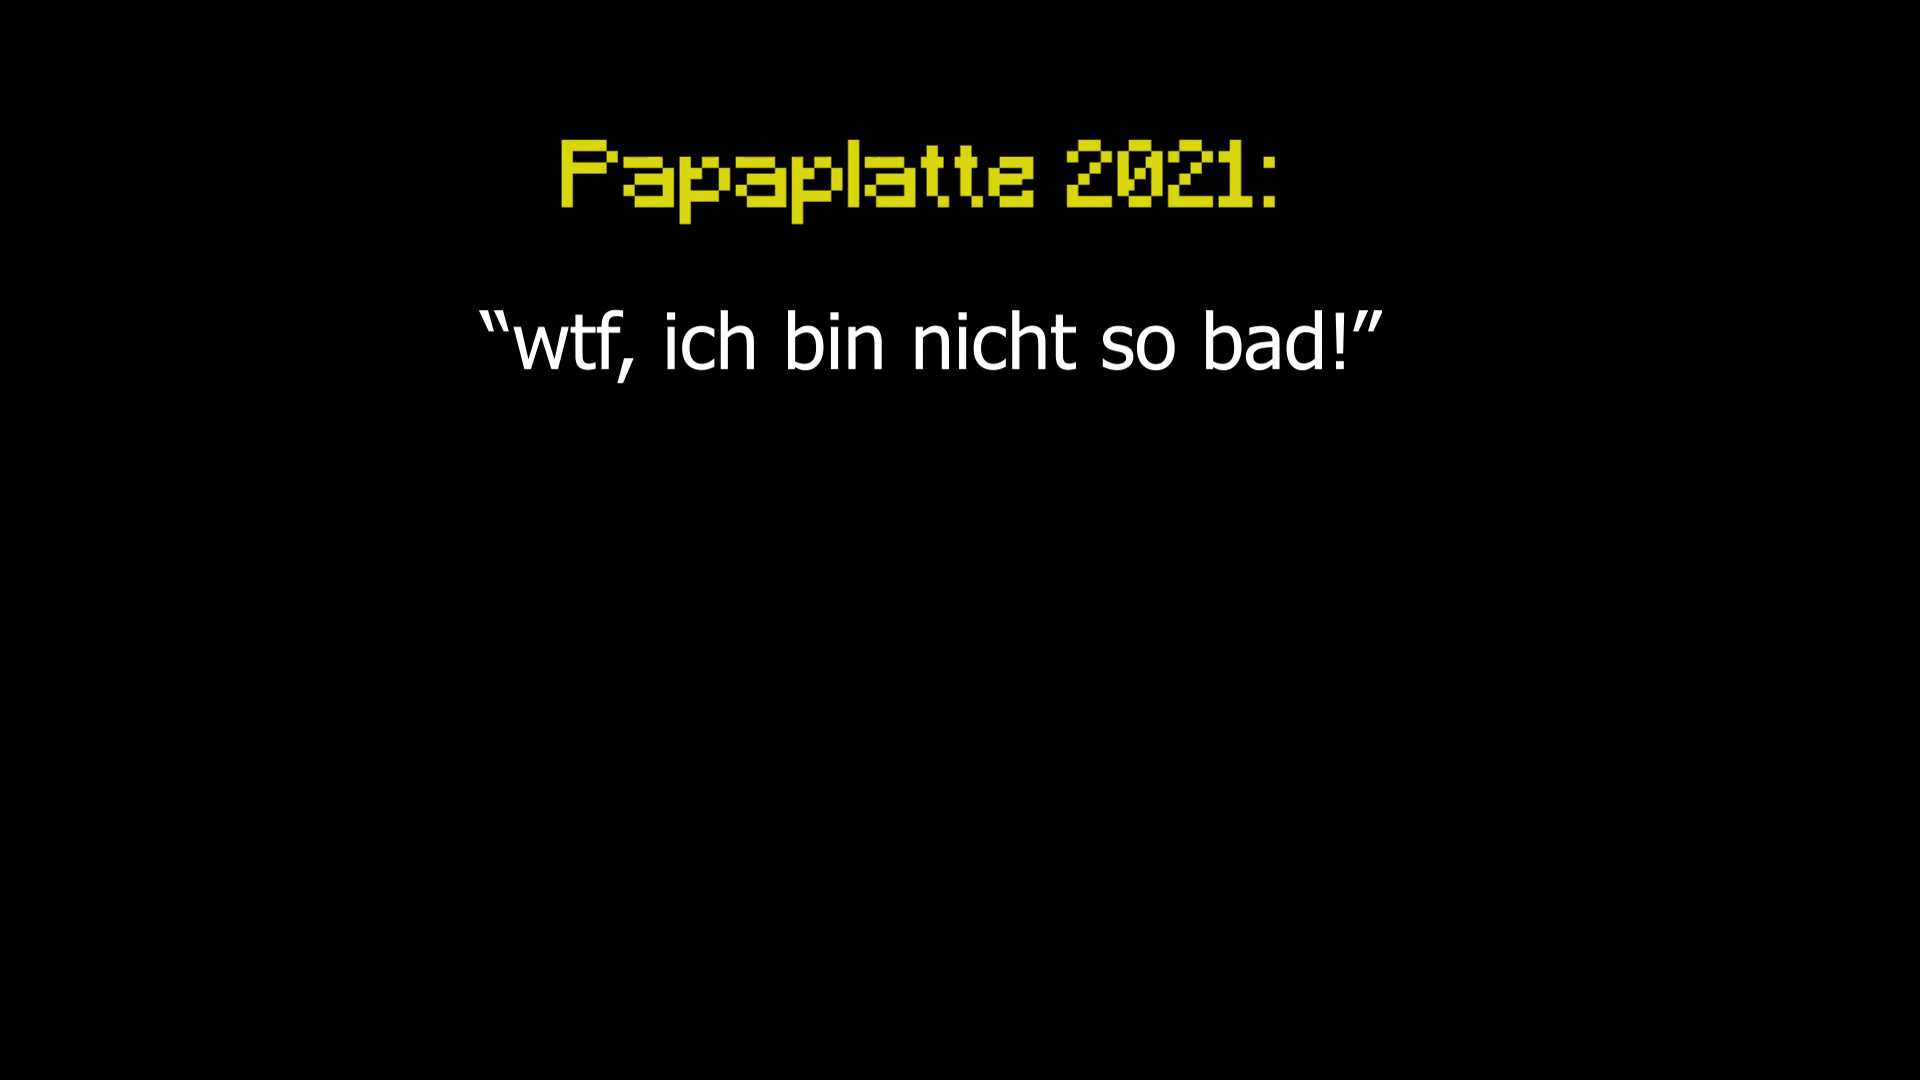 Papaplatte 2021:
“wtf, ich bin nicht so bad!”